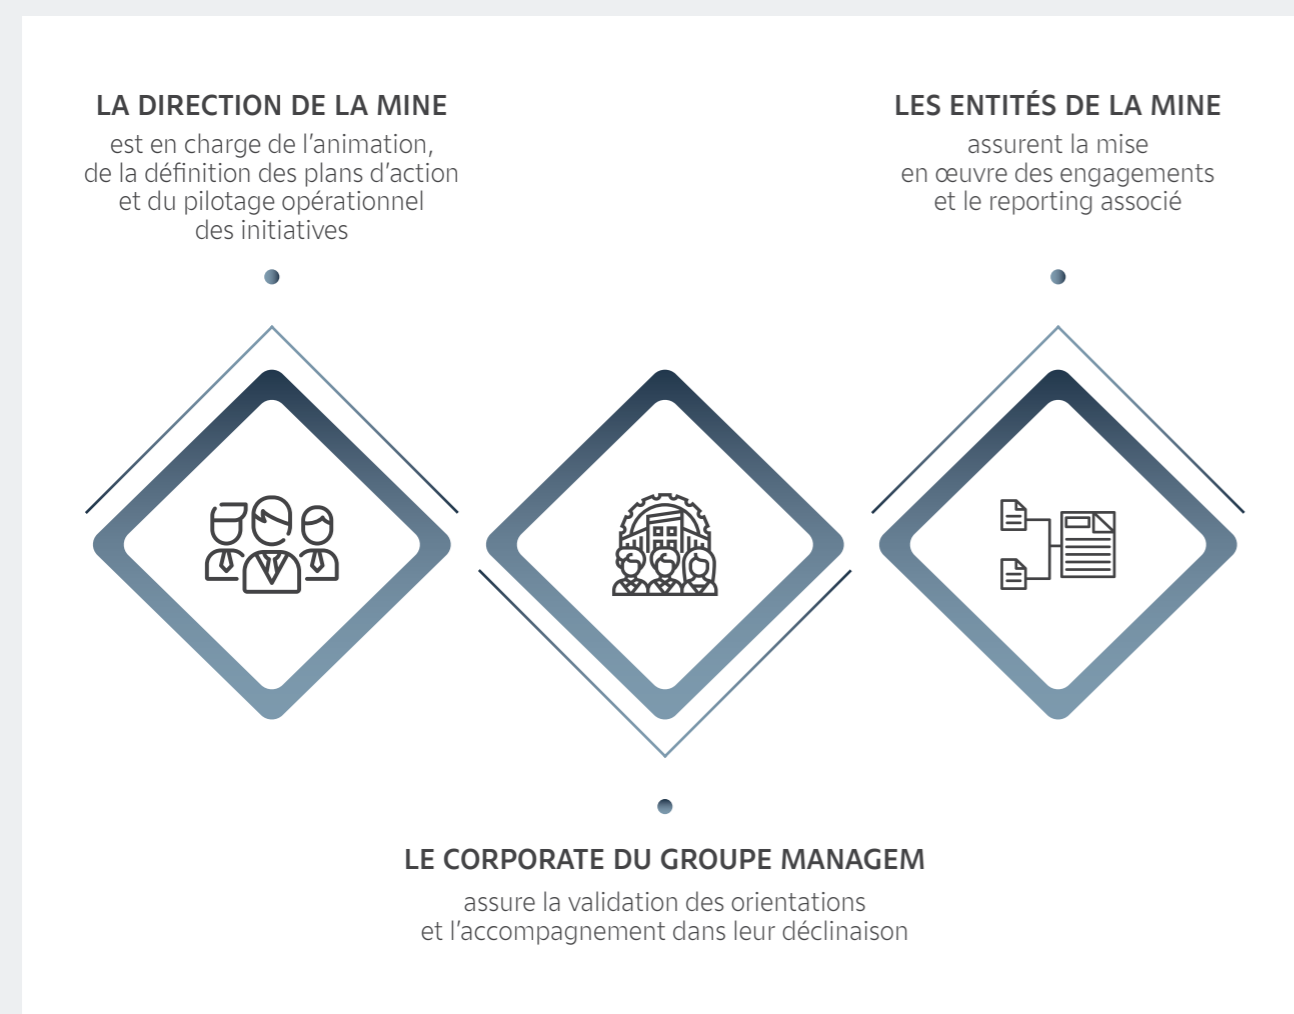 LA DIRECTION DE LA MINE
est en charge de l’animation,
de la définition des plans d’action
et du pilotage opérationnel
des initiatives
LES ENTITÉS DE LA MINE
assurent la mise
en œuvre des engagements
et le reporting associé
LE CORPORATE DU GROUPE MANAGEM
assure la validation des orientations
et l’accompagnement dans leur déclinaison